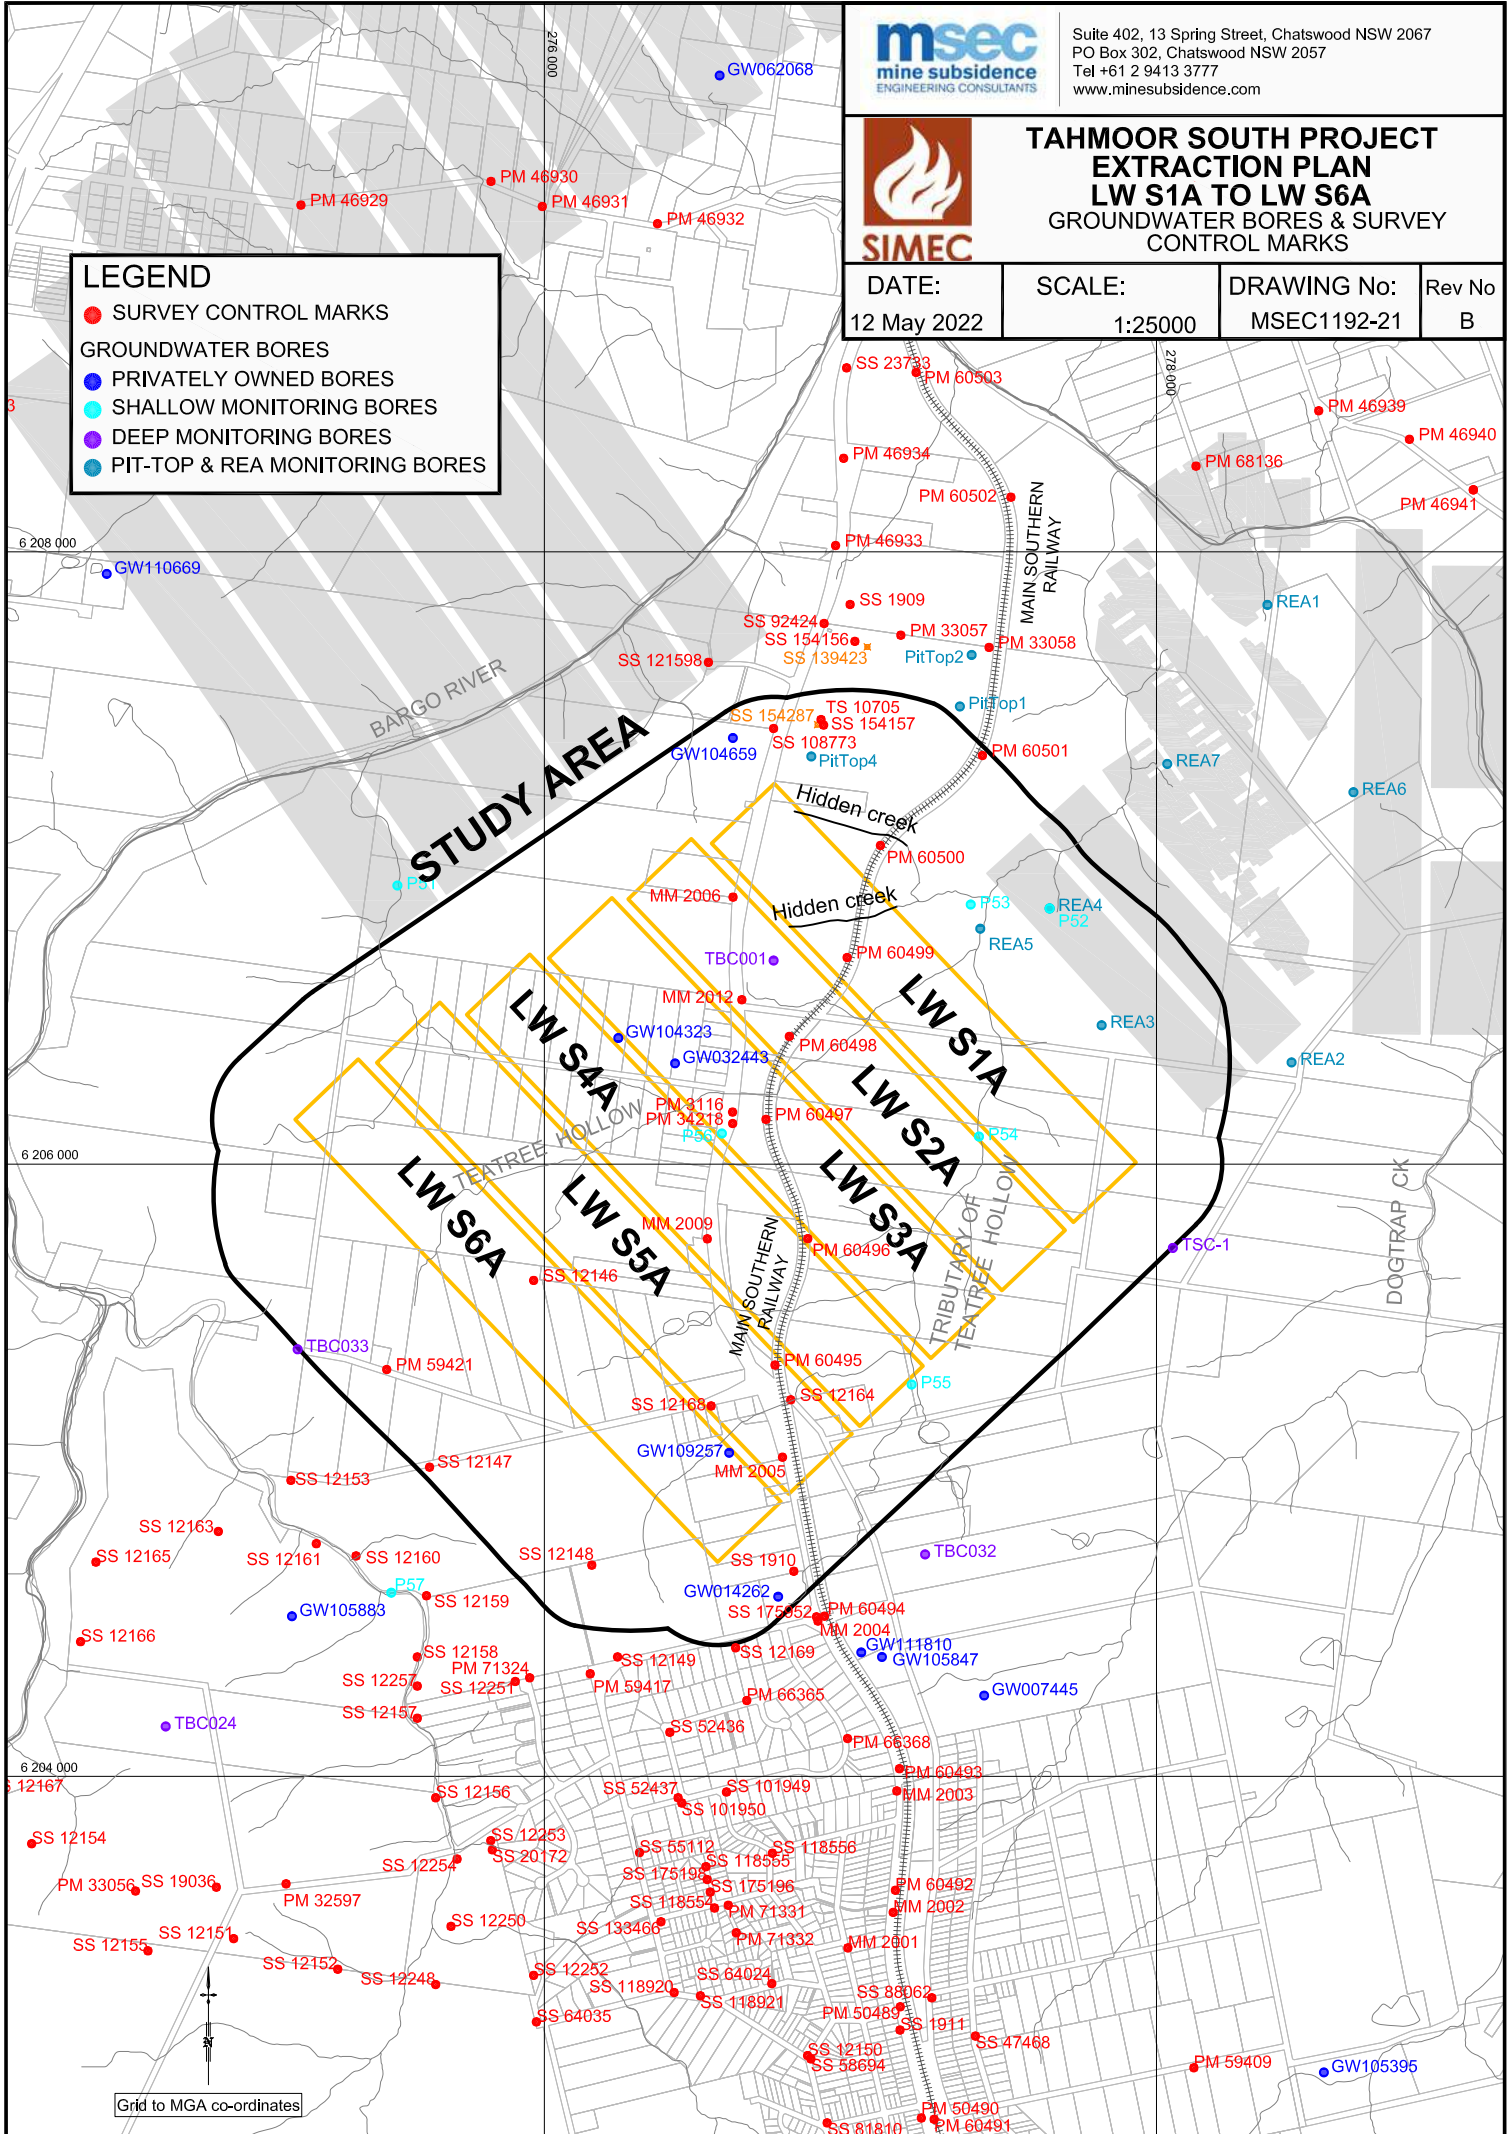 msec
mine subsidence
ENGINEERING CONSULTANTS
Suite 402, 13 Spring Street, Chatswood NSW 2067
PO Box 302, Chatswood NSW 2057
Tel +61 2 9413 3777
www.minesubsidence.com
SIMEC
TAHMOOR SOUTH PROJECT
EXTRACTION PLAN
LW S1A TO LW S6A
GROUNDWATER BORES & SURVEY
CONTROL MARKS
DATE:
12 May 2022
SCALE:
1:25000
DRAWING No:
MSEC1192-21
Rev No
B
276 000
GW062068
PM 46930
PM 46929
PM 46931
PM 46932
LEGEND
SURVEY CONTROL MARKS
GROUNDWATER BORES
PRIVATELY OWNED BORES
SHALLOW MONITORING BORES
DEEP MONITORING BORES
PIT-TOP & REA MONITORING BORES
3
278 000
SS 23733
PM 60503
PM 46939
PM 46940
PM 46934
PM 68136
PM 60502
PM 46941
MAIN SOUTHERN
RAILWAY
6 208 000
PM 46933
GW110669
SS 1909
REA1
SS 92424
PM 33057
SS 154156
PM 33058
SS 139423
PitTop2
SS 121598
BARGO RIVER
PitTop1
TS 10705
SS 154287
SS 154157
SS 108773
GW104659
PitTop4
PM 60501
REA7
STUDY AREA
REA6
Hidden creek
PM 60500
P51
MM 2006
Hidden creek
P53
REA4
P52
REA5
TBC001
PM 60499
MM 2012
LW S1A
LW S4A
GW104323
PM 60498
REA3
GW032443
REA2
LW S2A
PM 3116
PM 34218
PM 60497
P56
P54
TEATREE HOLLOW
6 206 000
LW S3A
LW S6A
LW S5A
TRIBUTARY OF
TEATREE HOLLOW
DOGTRAP CK
MM 2009
PM 60496
TSC-1
SS 12146
MAIN SOUTHERN
RAILWAY
TBC033
PM 59421
PM 60495
P55
SS 12168
SS 12164
GW109257
MM 2005
SS 12147
SS 12153
SS 12163
SS 12165
SS 12161
SS 12160
SS 12148
SS 1910
TBC032
P57
SS 12159
GW014262
GW105883
SS 175952
PM 60494
MM 2004
SS 12166
SS 12158
SS 12149
SS 12169
GW111810
GW105847
PM 71324
SS 12257
SS 12251
PM 59417
GW007445
PM 66365
SS 12157
TBC024
SS 52436
PM 66368
6 204 000
PM 60493
S 12167
SS 12156
SS 52437
SS 101949
MM 2003
SS 101950
SS 12154
SS 12253
SS 20172
SS 55112
SS 118556
SS 12254
SS 118555
SS 175198
PM 33056
SS 19036
PM 32597
SS 175196
PM 60492
SS 118554
PM 71331
MM 2002
SS 12250
SS 133466
PM 71332
SS 12151
SS 12155
MM 2001
SS 12152
SS 12248
SS 12252
SS 64024
SS 118920
SS 118921
SS 88062
PM 50489
SS 64035
SS 1911
SS 47468
SS 12150
SS 58694
PM 59409
GW105395
N
Grid to MGA co-ordinates
PM 50490
SS 81810
PM 60491